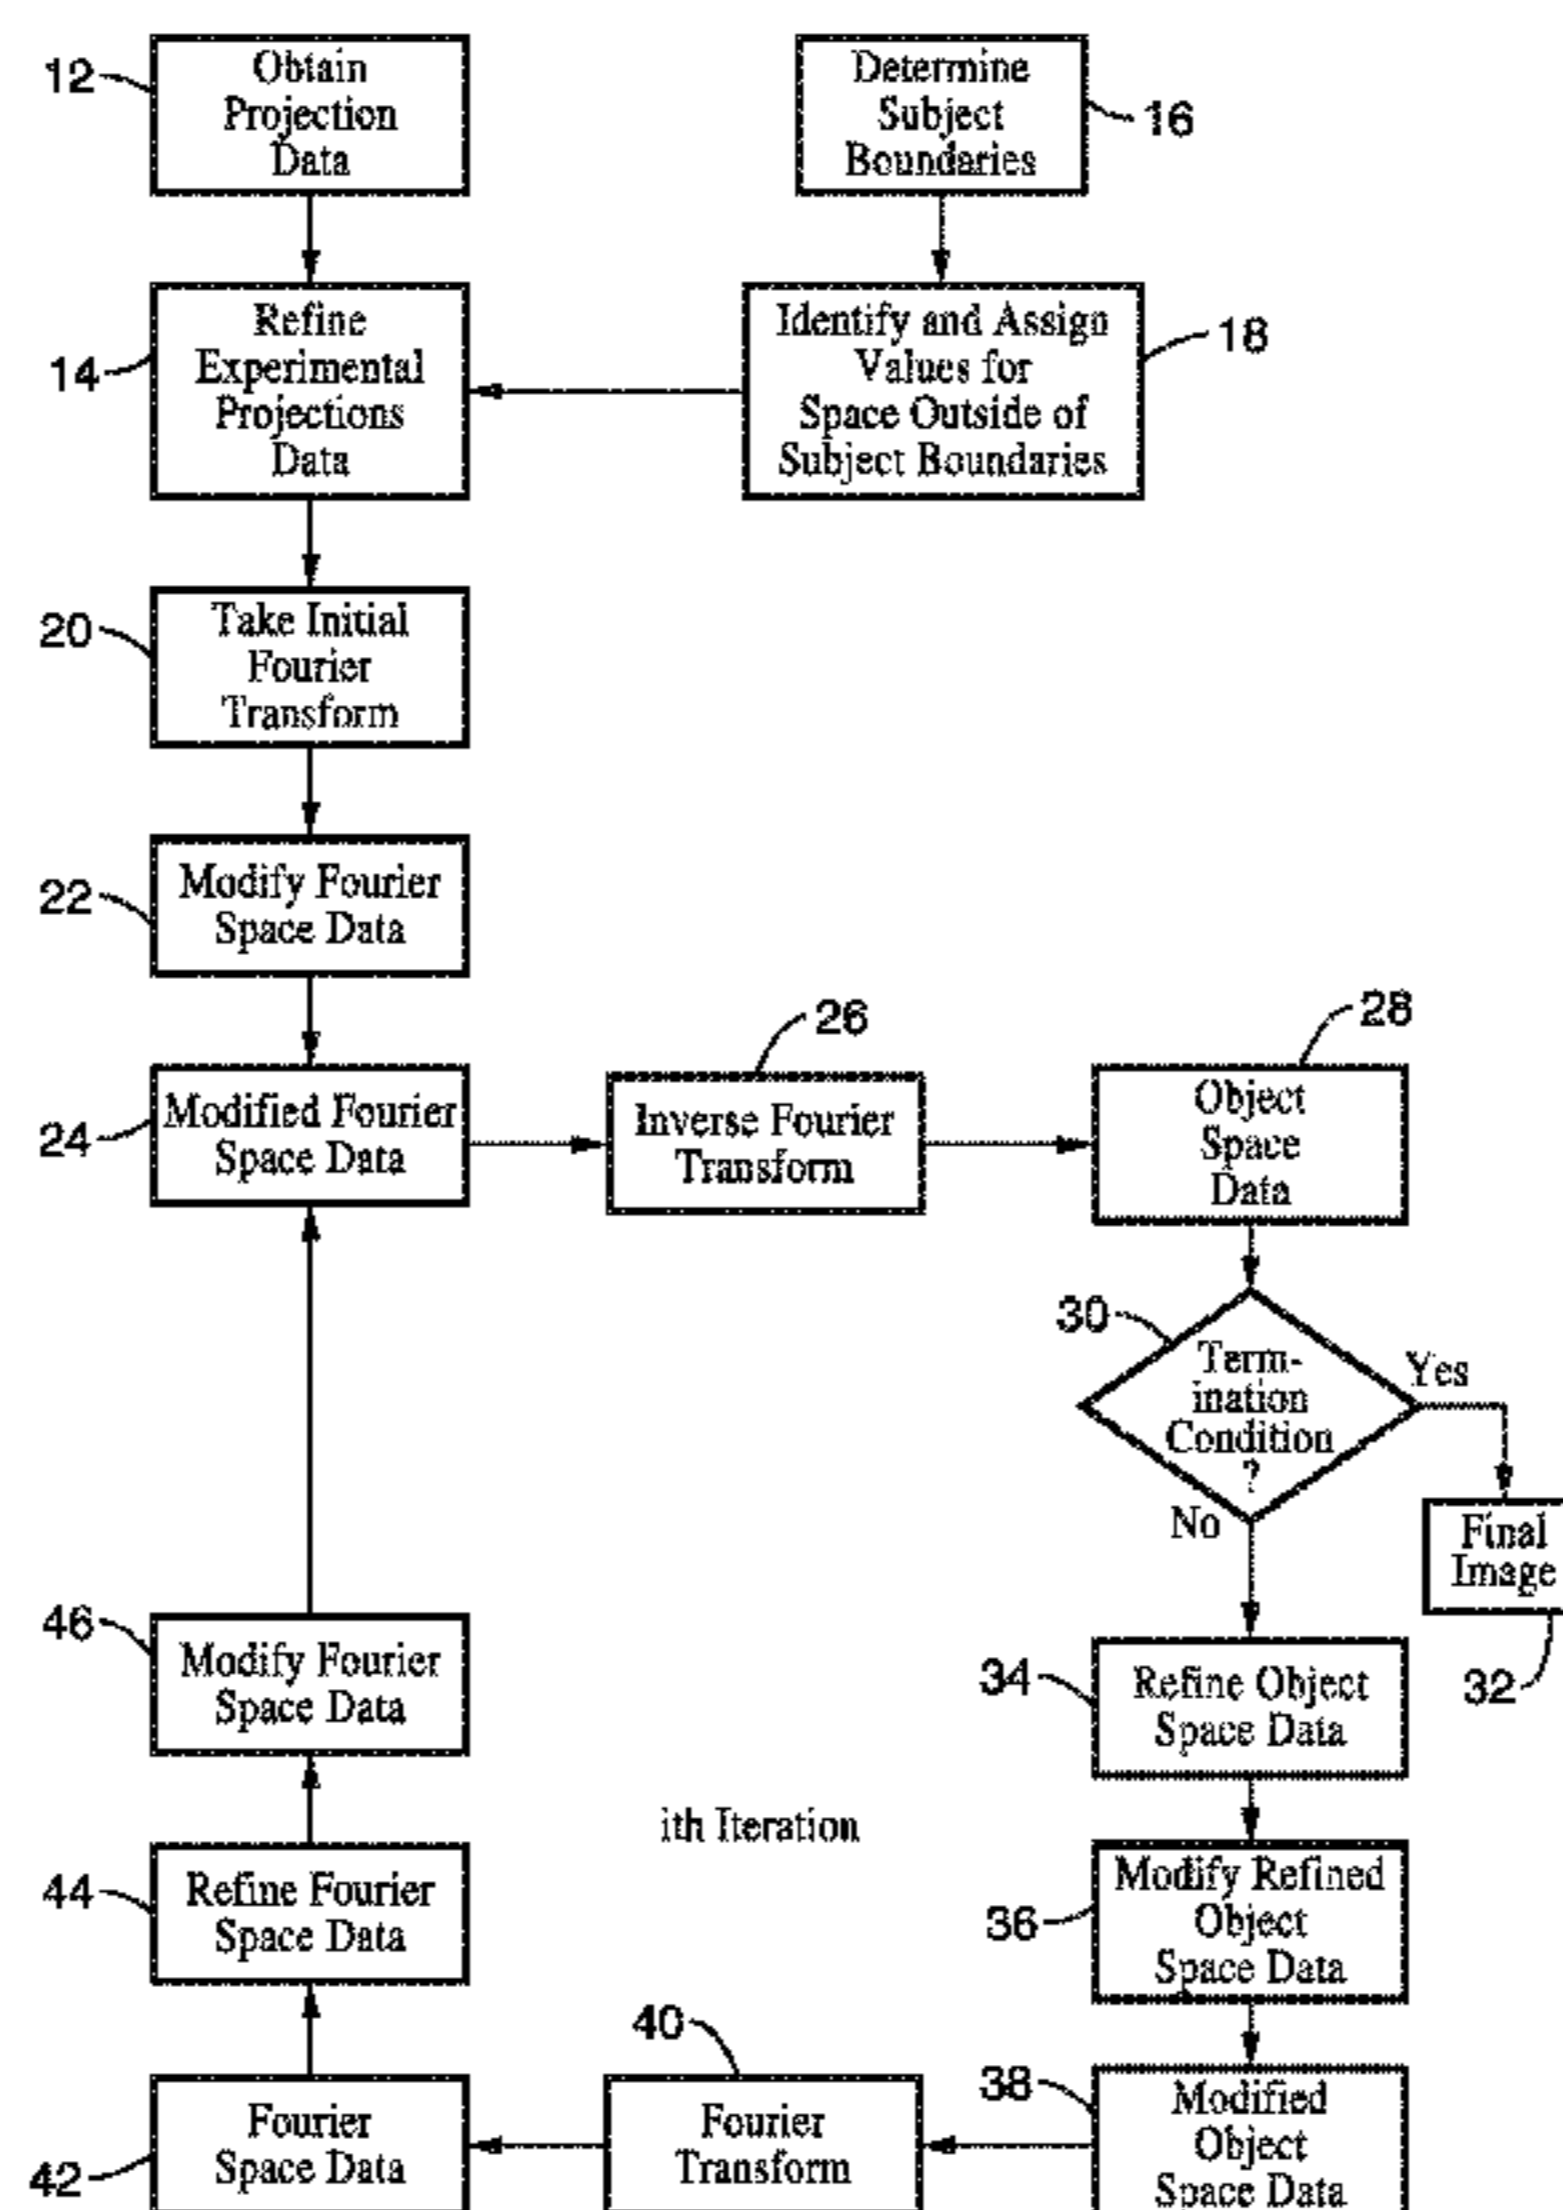 12
Obtain
Projection
Data
Determine
Subject
Boundaries
16
14
Refine
Experimental
Projections
Data
Identify and Assign
Values for
Space Outside of
Subject Boundaries
18
20
Take Initial
Fourier
Transform
22
Modify Fourier
Space Data
24
Modified Fourier
Space Data
26
Inverse Fourier
Transform
28
Object
Space
Data
30
Term-
ination
Condition
?
Yes
No
Final
Image
32
34
Refine Object
Space Data
36
Modify Refined
Object
Space Data
38
Modified
Object
Space Data
40
Fourier
Transform
42
Fourier
Space Data
44
Refine Fourier
Space Data
46
Modify Fourier
Space Data
ith Iteration